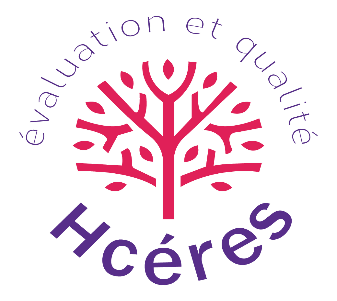 évaluation et qualité
Hcéres